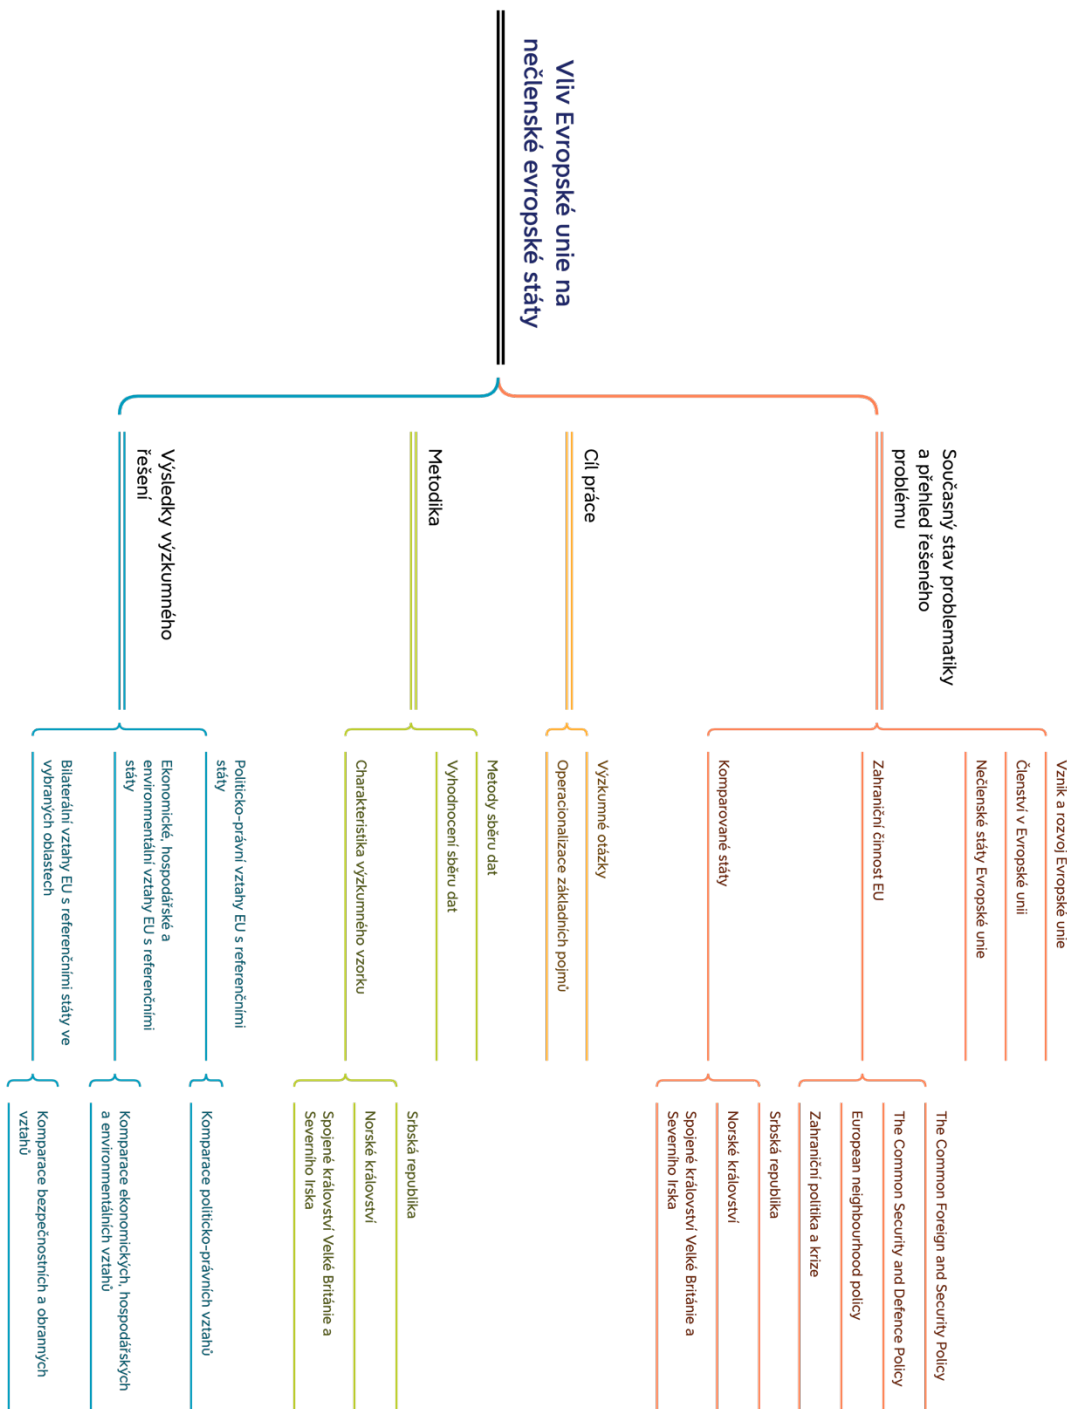 Vliv Evropské unie na
nečlenské evropské státy
Současný stav problematiky
a přehled řešeného
problému
Vznik a rozvoj Evropské unie
Členství v Evropské unii
Nečlenské státy Evropské unie
Zahraniční činnost EU
The Common Foreign and Security Policy
The Common Security and Defence Policy
European neighbourhood policy
Zahraniční politika a krize
Komparované státy
Srbská republika
Norské království
Spojené království Velké Británie a
Severního Irska
Cíl práce
Výzkumné otázky
Operacionalizace základních pojmů
Metodika
Metody sběru dat
Vyhodnocení sběru dat
Charakteristika výzkumného vzorku
Srbská republika
Norské království
Spojené království Velké Británie a
Severního Irska
Výsledky výzkumného
řešení
Politicko-právní vztahy EU s referenčními
státy
Komparace politicko-právních vztahů
Ekonomické, hospodářské a
environmentální vztahy EU s referenčními
státy
Komparace ekonomických, hospodářských
a environmentálních vztahů
Bilaterální vztahy EU s referenčními státy ve
vybraných oblastech
Komparace bezpečnostních a obranných
vztahů